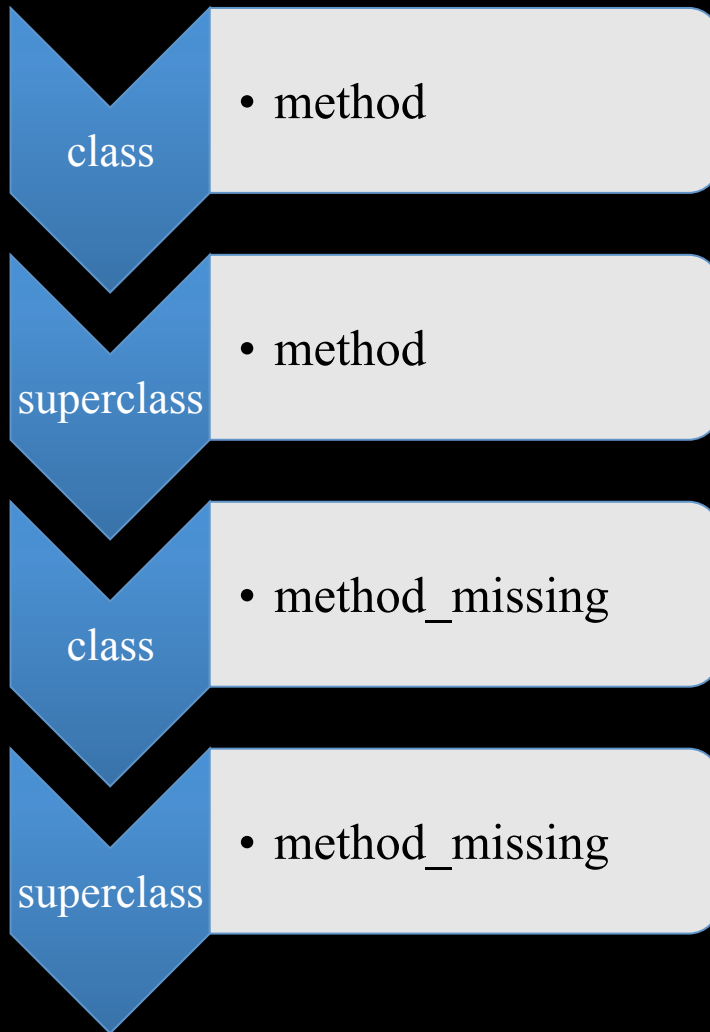 class
• method
superclass
• method
class
• method_missing
superclass
• method_missing